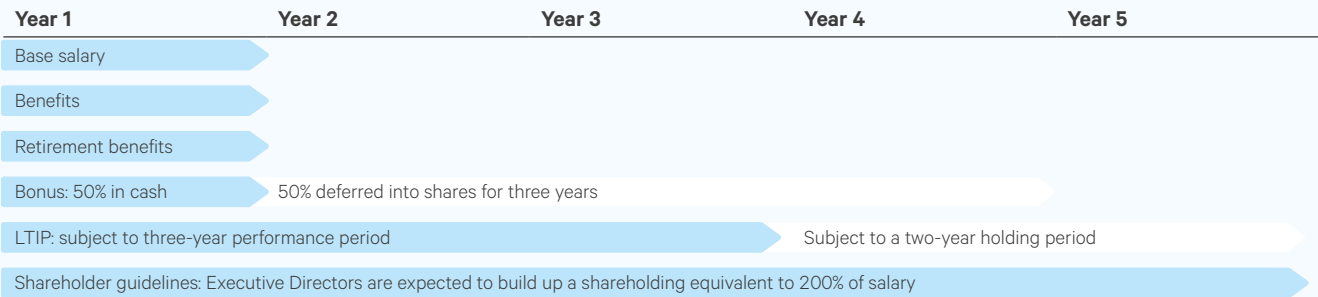 Year 1 Year 2 Year 3 Year 4 Year 5
Base salary
Benefits
Retirement benefits
Bonus: 50% in cash 50% deferred into shares for three years
LTIP: subject to three-year performance period Subject to a two-year holding period
Shareholder guidelines: Executive Directors are expected to build up a shareholding equivalent to 200% of salary